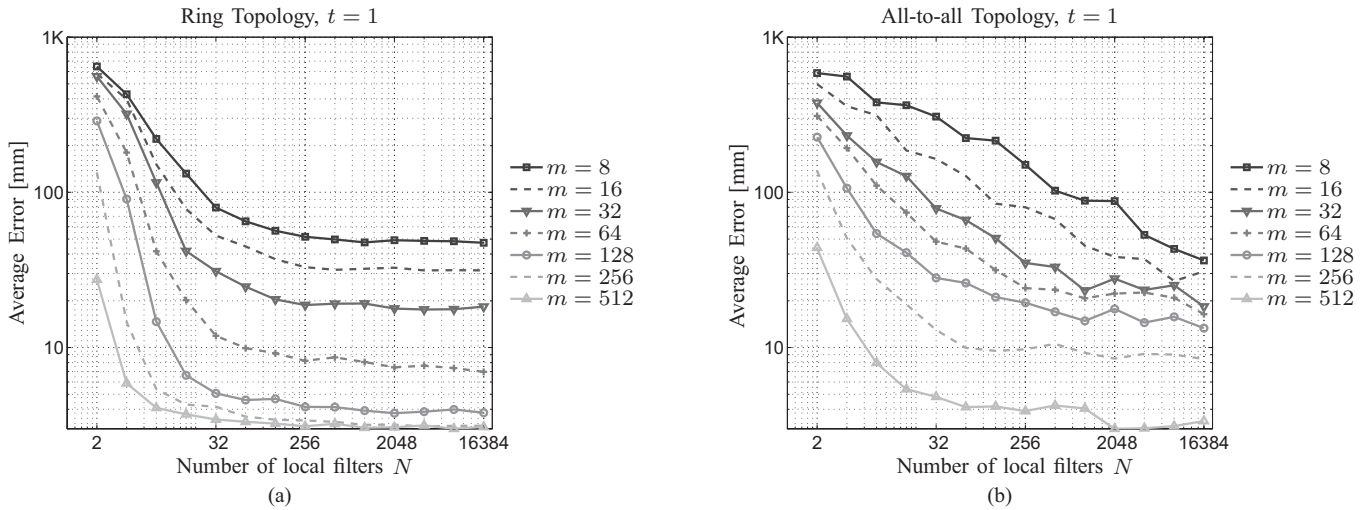 Ring Topology, t = 1
1K
100
10
Average Error [mm]
2 32 256 2048 16384
Number of local filters N
m = 8
m = 16
m = 32
m = 64
m = 128
m = 256
m = 512
(a)
All-to-all Topology, t = 1
1K
100
10
Average Error [mm]
2 32 256 2048 16384
Number of local filters N
m = 8
m = 16
m = 32
m = 64
m = 128
m = 256
m = 512
(b)